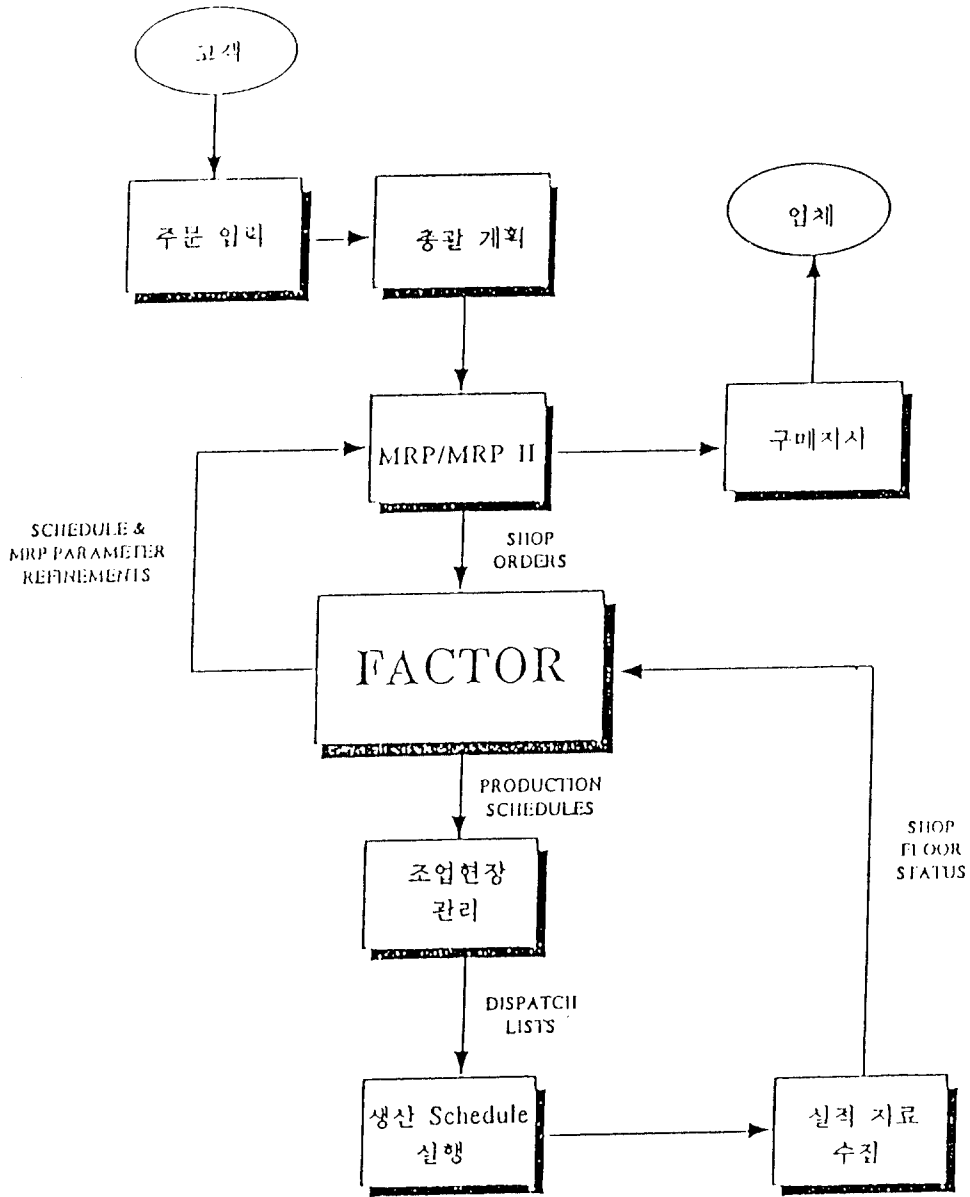 고객
주문
총괄 계획
업체
MRP/MRP II
구매지시
SCHEDULE &
MRP PARAMETER
REFINEMENTS
SHOP
ORDERS
FACTOR
PRODUCTION
SCHEDULES
SHOP
FLOOR
STATUS
조업현장
관리
DISPATCH
LISTS
생산 Schedule
실행
실적 자료
수집